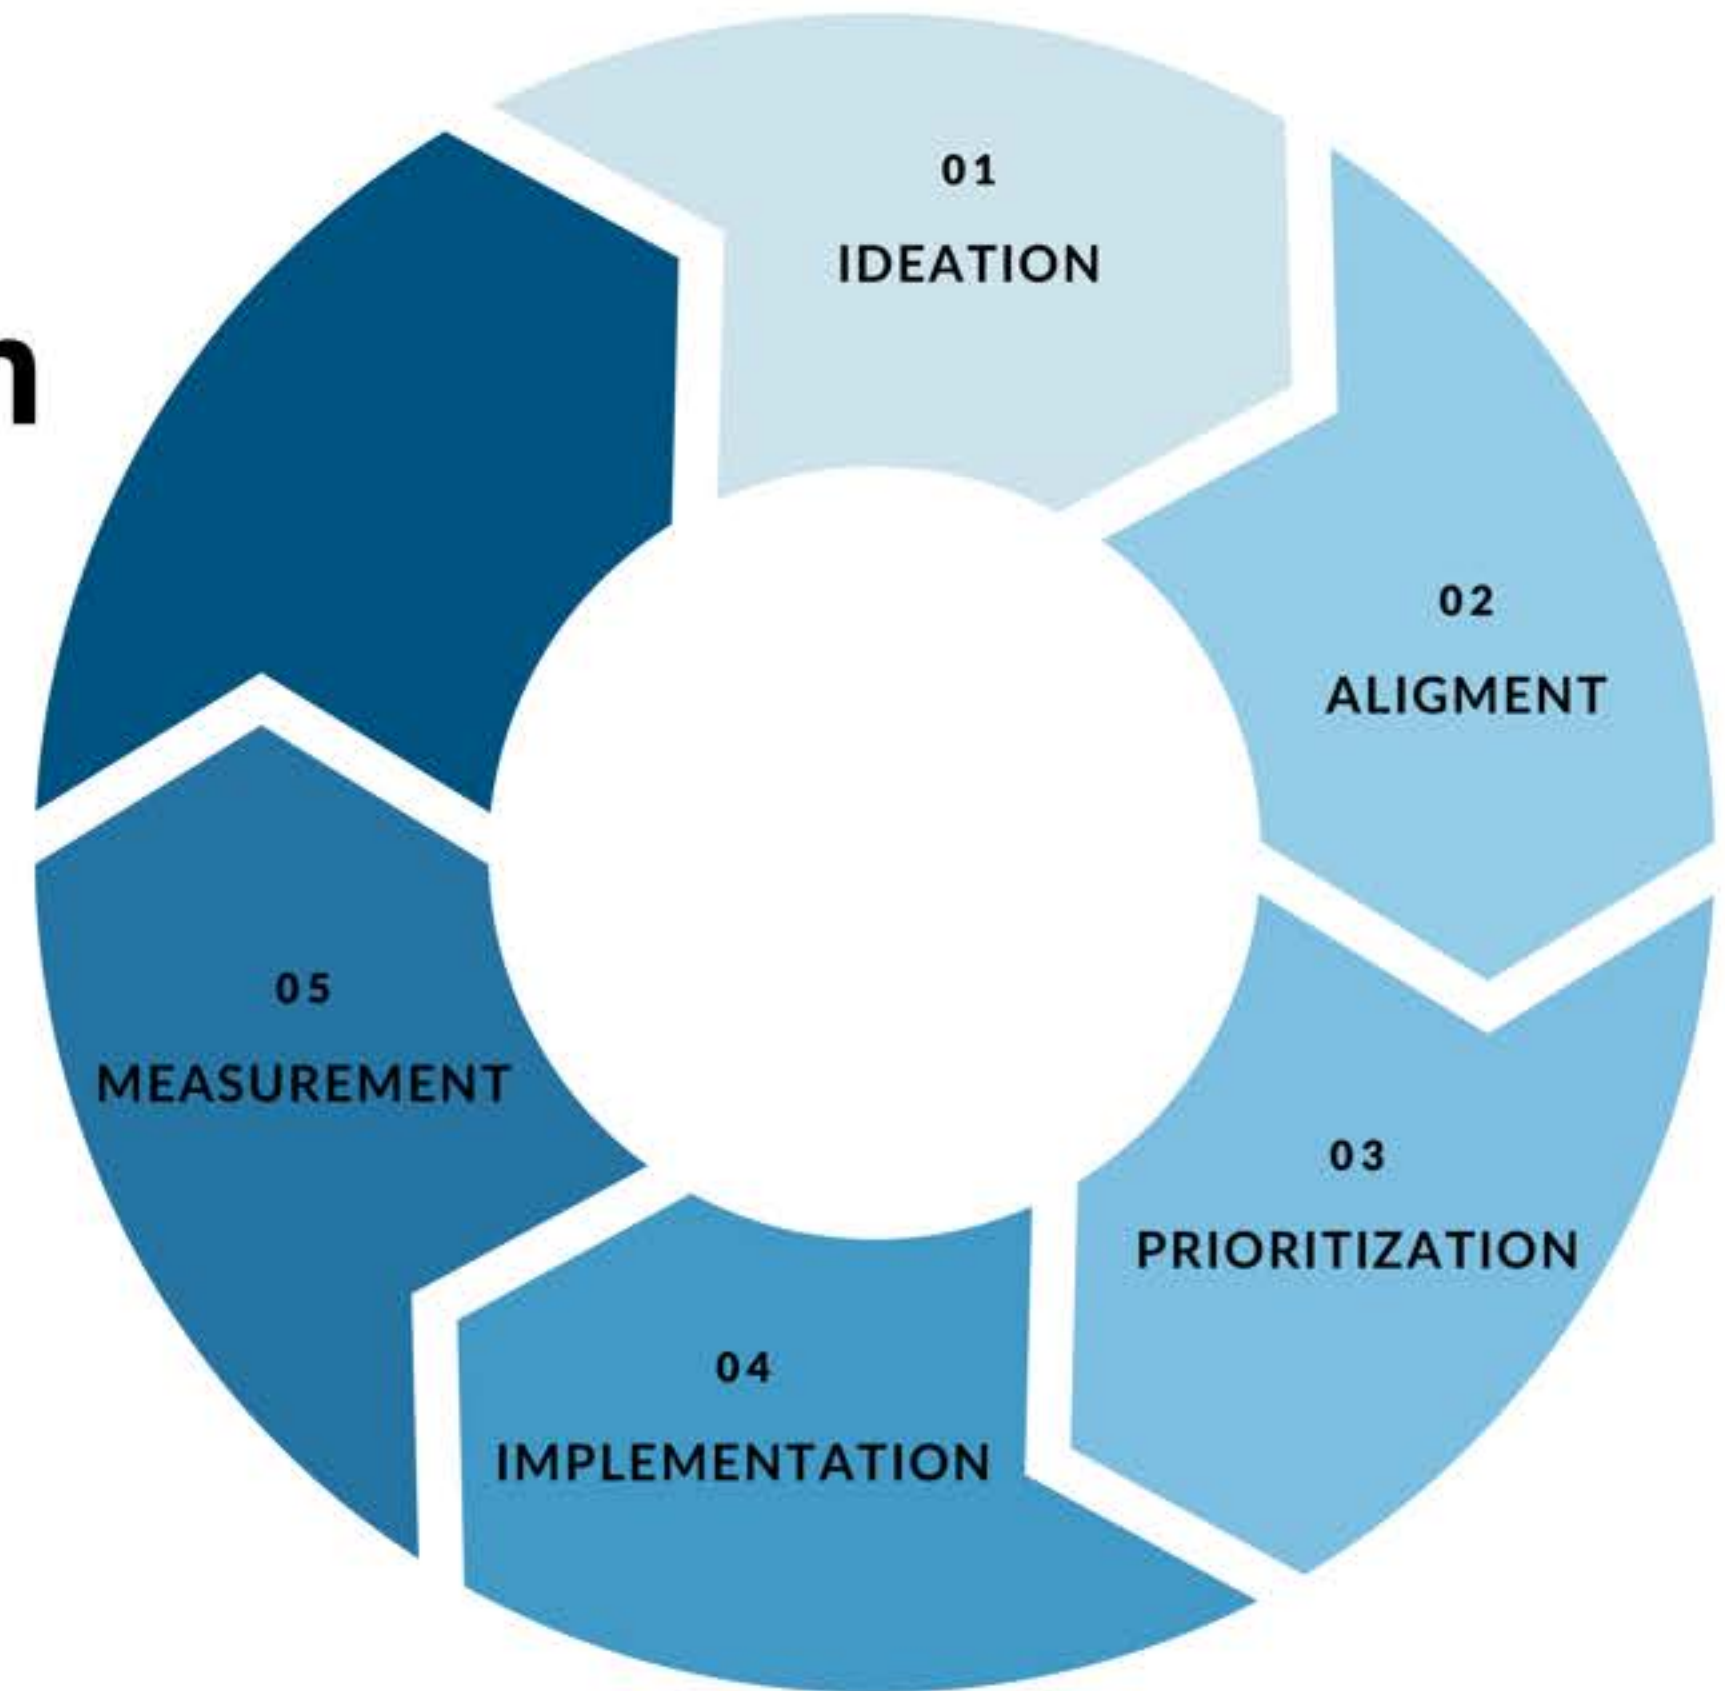 n
01
IDEATION
02
ALIGMENT
03
PRIORITIZATION
04
IMPLEMENTATION
05
MEASUREMENT